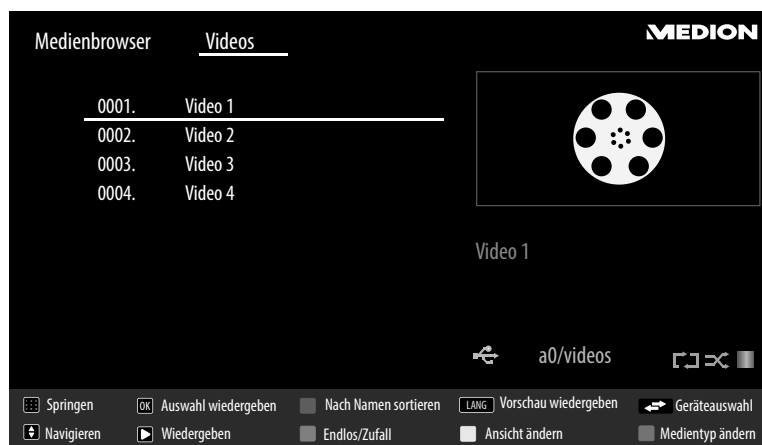 Medienbrowser Videos MEDION
0001. Video 1
0002. Video 2
0003. Video 3
0004. Video 4
Video 1
a0/videos
Springen OK Auswahl wiedergeben Nach Namen sortieren LANG Vorschau wiedergeben Geräteauswahl
Navigieren Wiedergeben Endlos/Zufall Ansicht ändern Medientyp ändern